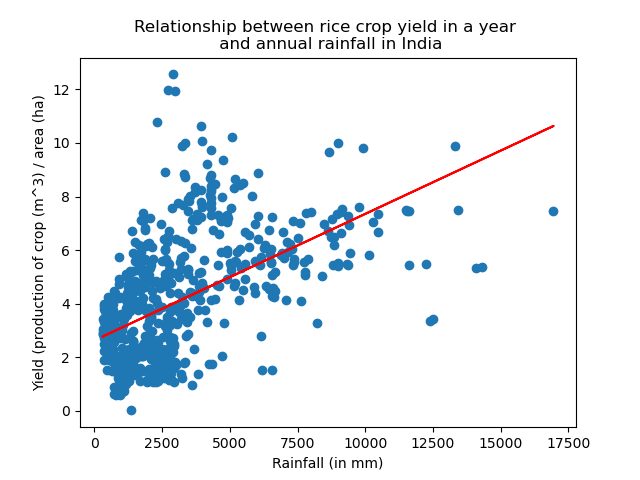 Relationship between rice crop yield in a year
and annual rainfall in India
Yield (production of crop (m^3) / area (ha)
12
10
8
6
4
2
0
0 2500 5000 7500 10000 12500 15000 17500
Rainfall (in mm)